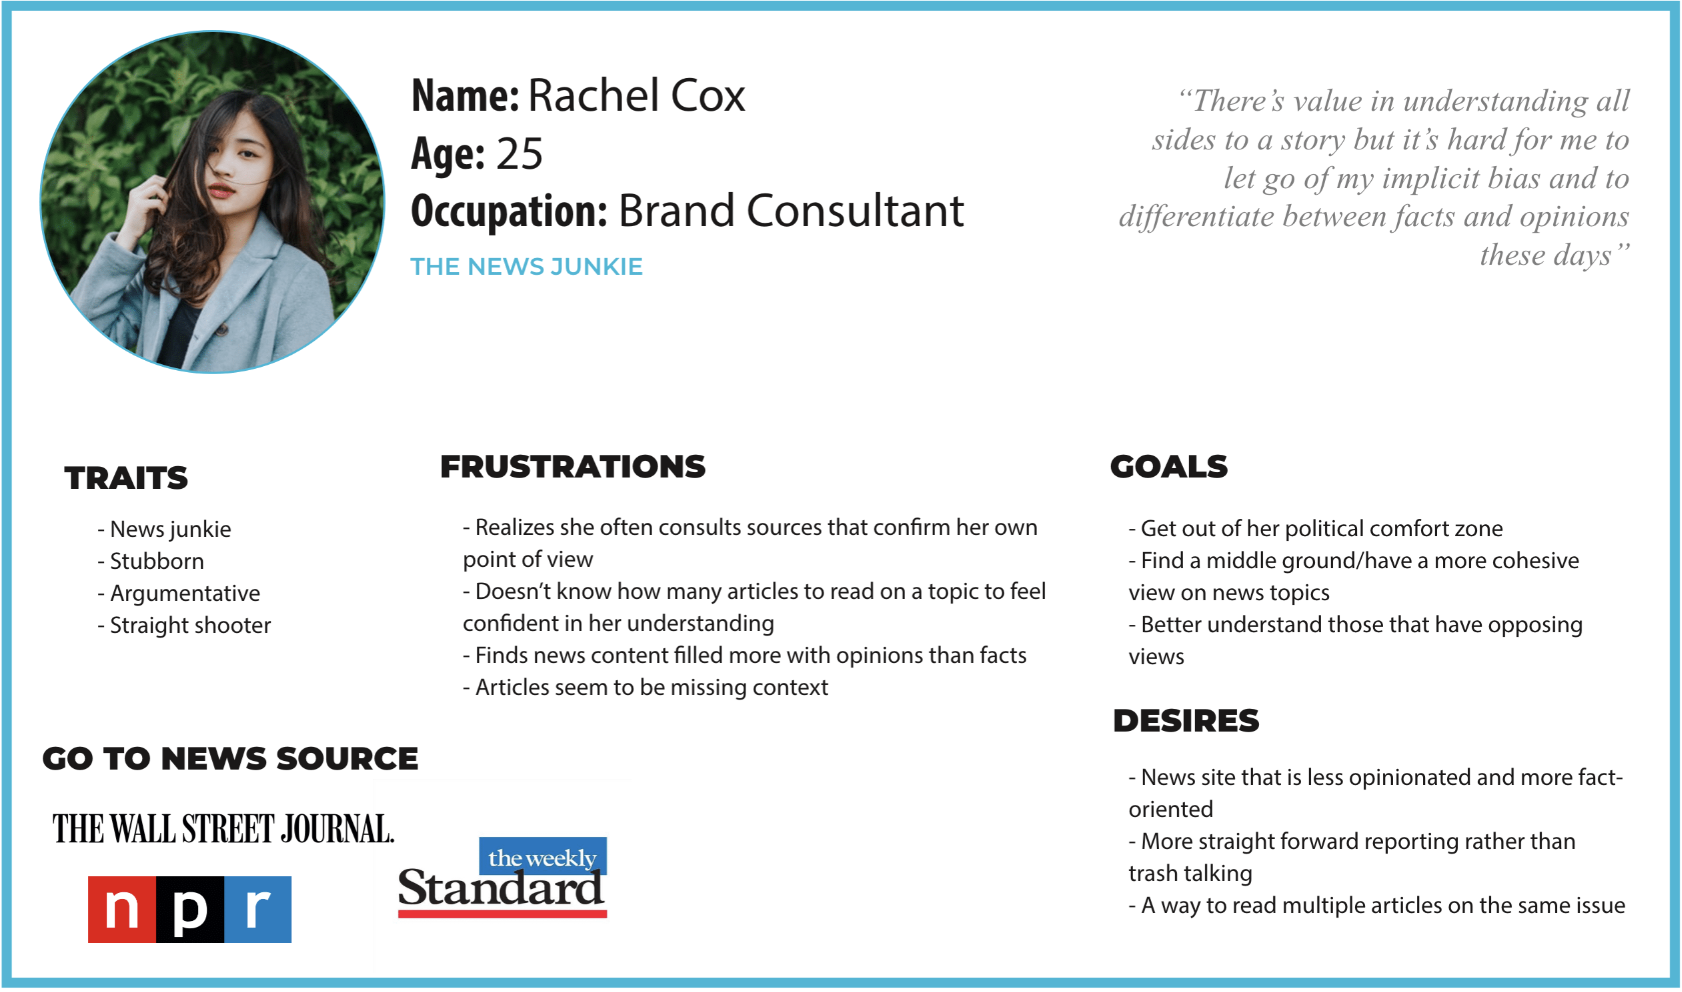 Name: Rachel Cox
Age: 25
Occupation: Brand Consultant
THE NEWS JUNKIE
“There’s value in understanding all
sides to a story but it’s hard for me to
let go of my implicit bias and to
differentiate between facts and opinions
these days”
TRAITS
- News junkie
- Stubborn
- Argumentative
- Straight shooter
FRUSTRATIONS
- Realizes she often consults sources that confirm her own
point of view
- Doesn’t know how many articles to read on a topic to feel
confident in her understanding
- Finds news content filled more with opinions than facts
- Articles seem to be missing context
GOALS
- Get out of her political comfort zone
- Find a middle ground/have a more cohesive
view on news topics
- Better understand those that have opposing
views
DESIRES
- News site that is less opinionated and more fact-
oriented
- More straight forward reporting rather than
trash talking
- A way to read multiple articles on the same issue
GO TO NEWS SOURCE
THE WALL STREET JOURNAL.
npr
the weekly
Standard